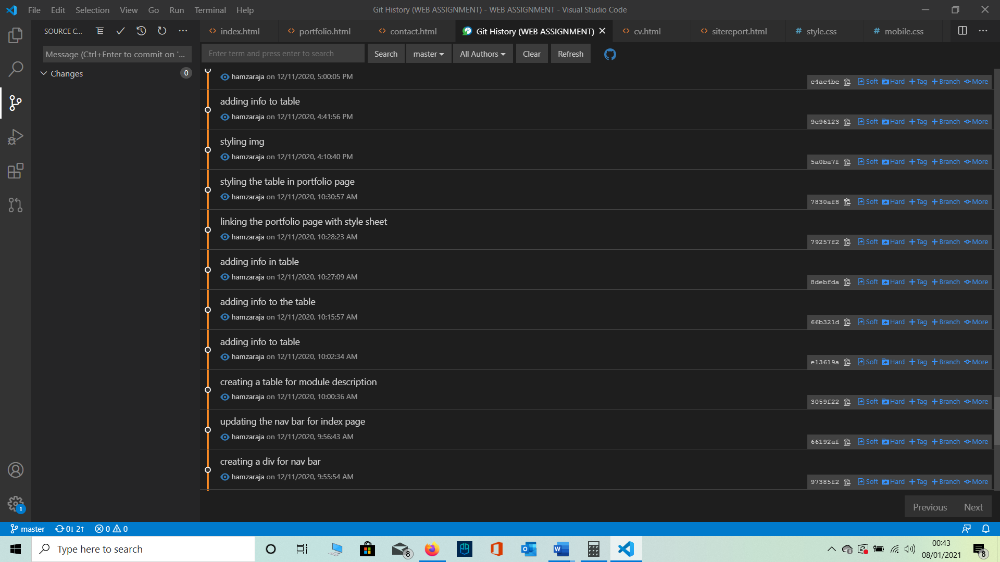 File Edit Selection View Go Run Terminal Help
Git History (WEB ASSIGNMENT) - WEB ASSIGNMENT - Visual Studio Code
SOURCE C...
index.html
portfolio.html
contact.html
Git History (WEB ASSIGNMENT)
cv.html
sitereport.html
# style.css
# mobile.css
Message (Ctrl+Enter to commit on '...
Changes
0
Enter term and press enter to search
Search
master
All Authors
Clear
Refresh
hamzaraja on 12/11/2020, 5:00:05 PM
c4ac4be Soft Hard +Tag +Branch More
adding info to table
hamzaraja on 12/11/2020, 4:41:56 PM
9e96123 Soft Hard +Tag +Branch More
styling img
hamzaraja on 12/11/2020, 4:10:40 PM
5a0ba7f Soft Hard +Tag +Branch More
styling the table in portfolio page
hamzaraja on 12/11/2020, 10:30:57 AM
7830af8 Soft Hard +Tag +Branch More
linking the portfolio page with style sheet
hamzaraja on 12/11/2020, 10:28:23 AM
79257f2 Soft Hard +Tag +Branch More
adding info in table
hamzaraja on 12/11/2020, 10:27:09 AM
8debfda Soft Hard +Tag +Branch More
adding info to the table
hamzaraja on 12/11/2020, 10:15:57 AM
66b321d Soft Hard +Tag +Branch More
adding info to table
hamzaraja on 12/11/2020, 10:02:34 AM
e13619a Soft Hard +Tag +Branch More
creating a table for module description
hamzaraja on 12/11/2020, 10:00:36 AM
3059f22 Soft Hard +Tag +Branch More
updating the nav bar for index page
hamzaraja on 12/11/2020, 9:56:43 AM
66192af Soft Hard +Tag +Branch More
creating a div for nav bar
hamzaraja on 12/11/2020, 9:55:54 AM
97385f2 Soft Hard +Tag +Branch More
1
Previous Next
master 0↓ 2↑ 0 0
Type here to search
8
00:43
08/01/2021
8